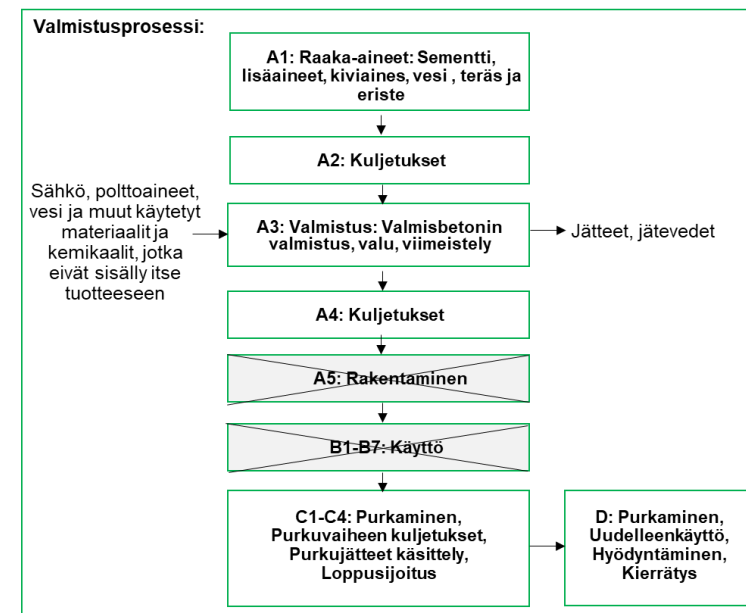 Valmistusprosessi:
A1: Raaka-aineet: Sementti,
lisäaineet, kiviaines, vesi , teräs ja
eriste
A2: Kuljetukset
Sähkö, polttoaineet,
vesi ja muut käytetyt
materiaalit ja
kemikaalit, jotka
eivät sisälly itse
tuotteeseen
A3: Valmistus: Valmisbetonin
valmistus, valu, viimeistely
Jätteet, jätevedet
A4: Kuljetukset
A5: Rakentaminen
B1-B7: Käyttö
C1-C4: Purkaminen,
Purkuvaiheen kuljetukset,
Purkujätteet käsittely,
Loppusijoitus
D: Purkaminen,
Uudelleenkäyttö,
Hyödyntäminen,
Kierrätys